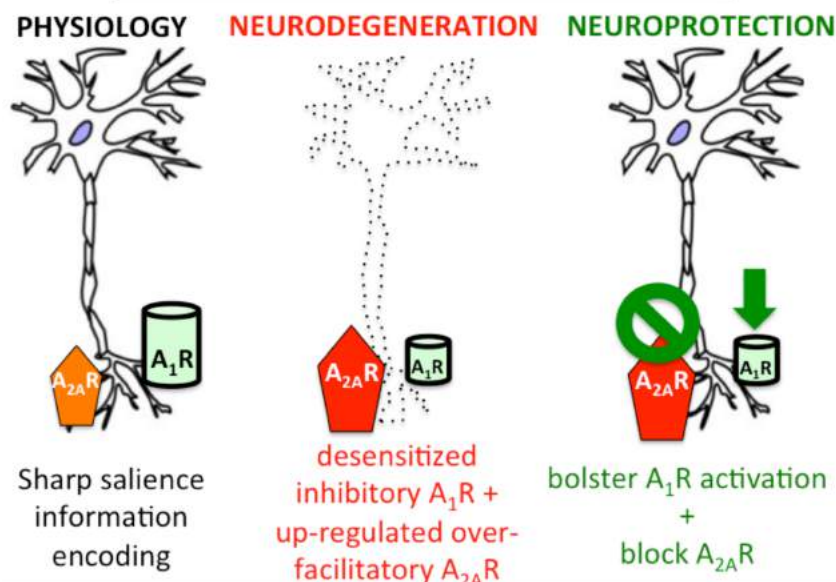 PHYSIOLOGY
NEURODEGENERATION
NEUROPROTECTION
A₁R
A₂AR
A₂AR
A₁R
A₂AR
A₁R
Sharp salience
information
encoding
desensitized
inhibitory A₁R +
up-regulated over-
facilitatory A₂AR
bolster A₁R activation
+
block A₂AR